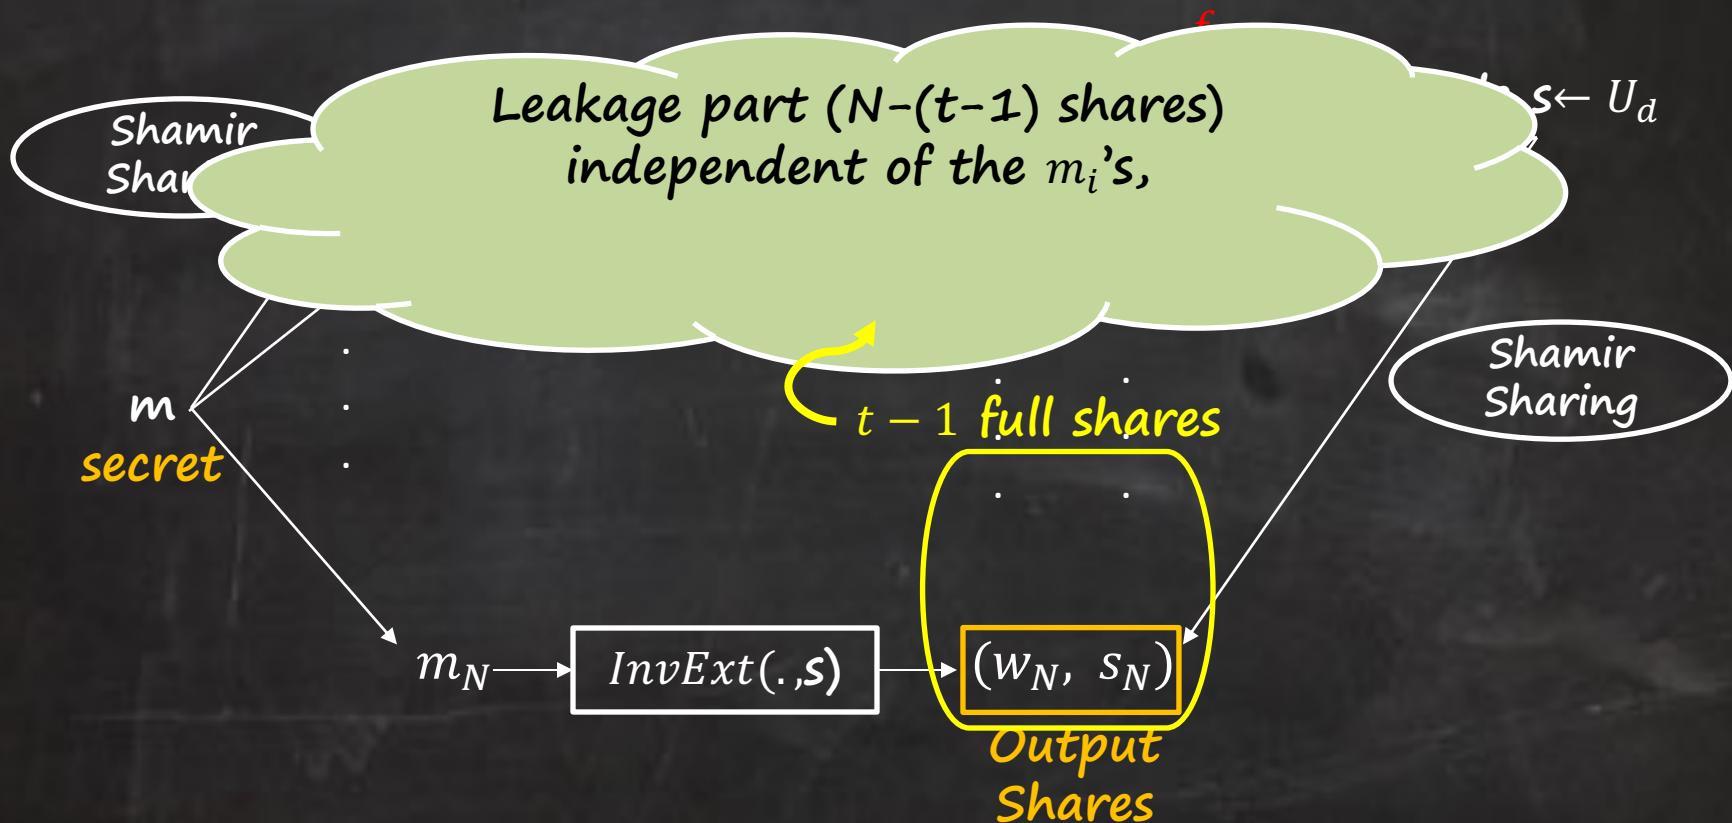 f
Leakage part (N-(t-1) shares)
independent of the m_i's,
s← U_d
Shamir
Shamir
Sharing
m
secret
t − 1 full shares
m_N
InvExt(.,s)
(w_N, s_N)
Output
Shares